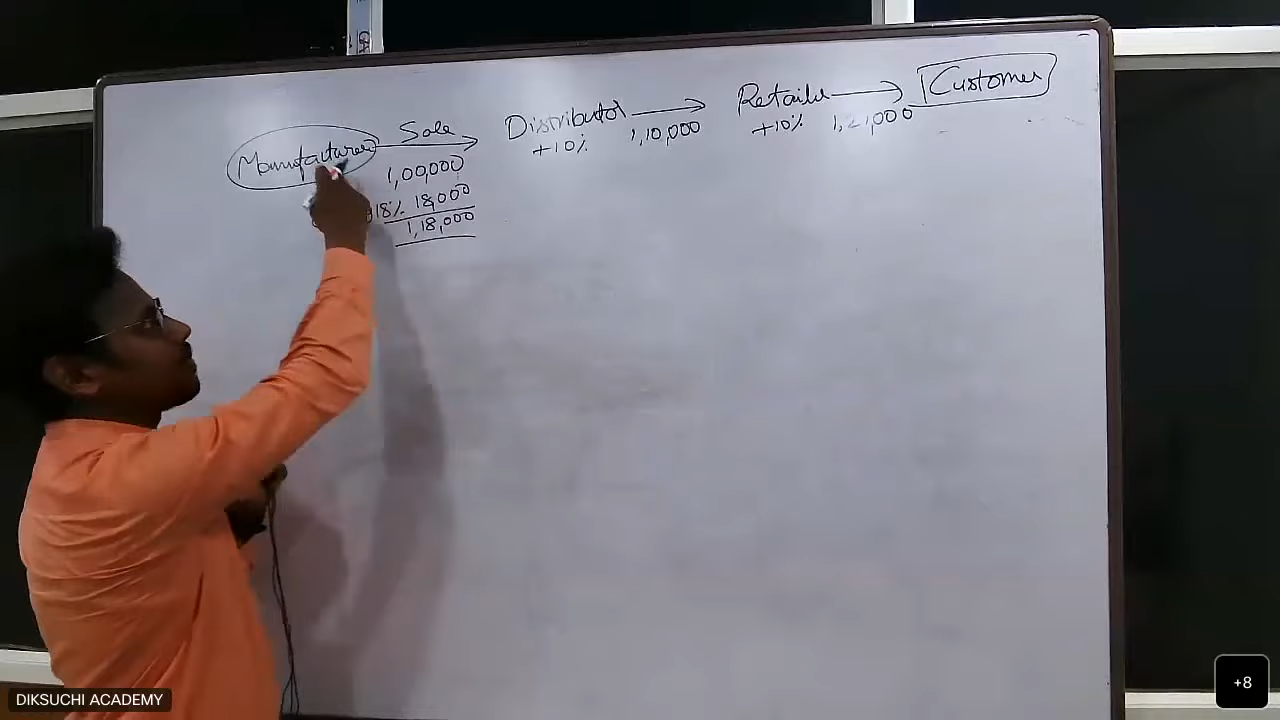 Manufacturer Sale Distributor Retailer Customer
1,00,000 +10% 1,10,000 +10% 1,21,000
18% 18,000
1,18,000
DIKSUCHI ACADEMY
+8